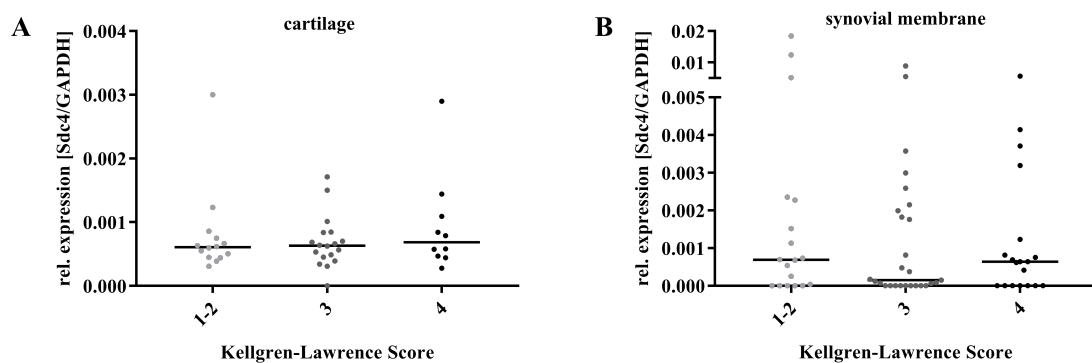 A
cartilage
rel. expression [Sdc4/GAPDH]
0.004
0.003
0.002
0.001
0.000
1-2
3
4
Kellgren-Lawrence Score
B
synovial membrane
rel. expression [Sdc4/GAPDH]
0.02
0.01
0.005
0.004
0.003
0.002
0.001
0.000
1-2
3
4
Kellgren-Lawrence Score